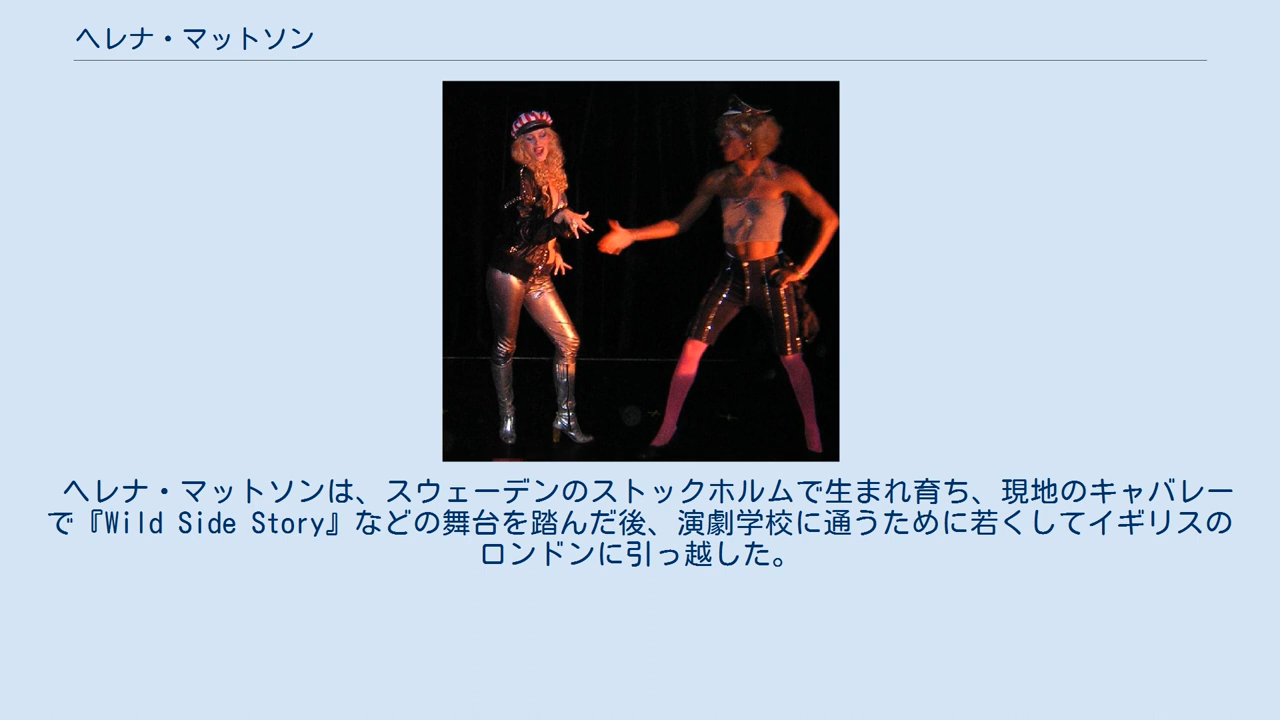 ヘレナ・マットソン
ヘレナ・マットソンは、スウェーデンのストックホルムで生まれ育ち、現地のキャバレー
で『Wild Side Story』などの舞台を踏んだ後、演劇学校に通うために若くしてイギリスの
ロンドンに引っ越した。